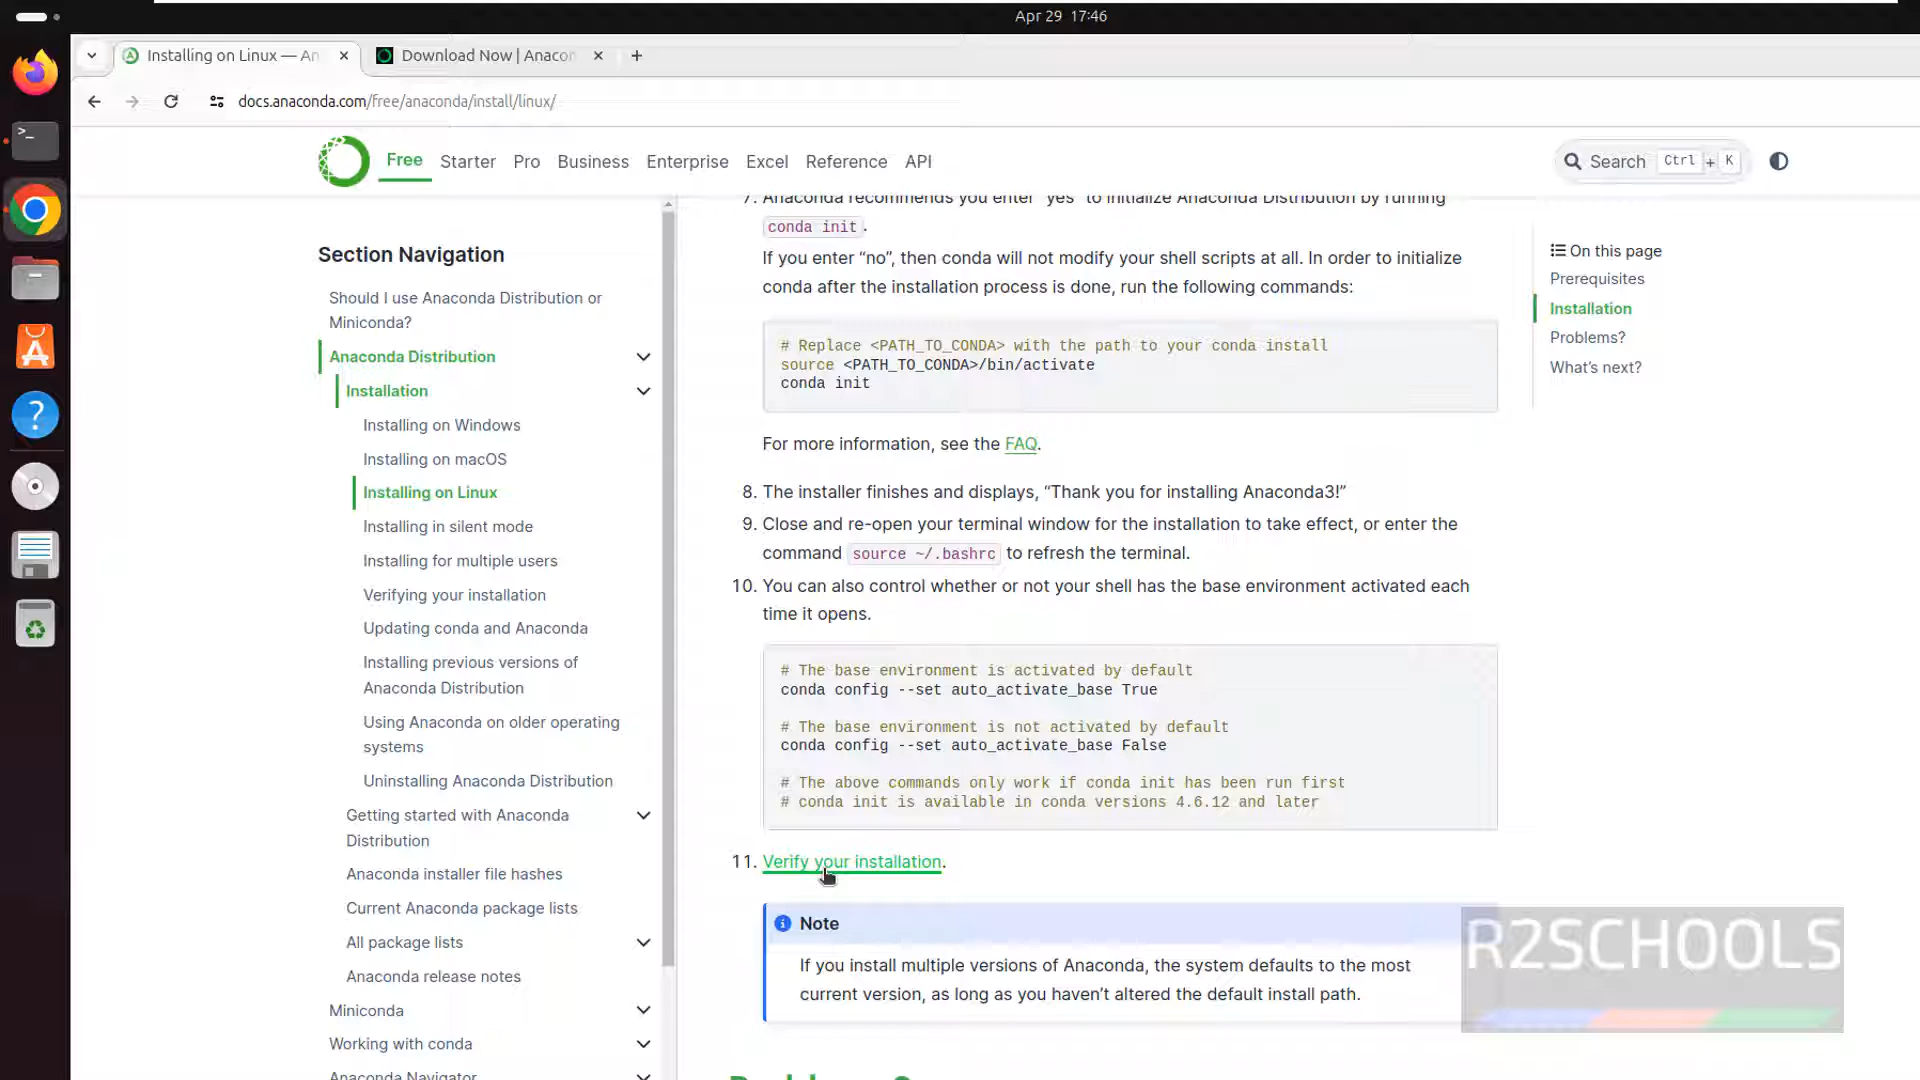 Apr 29 17:46
Installing on Linux — An
Download Now | Anacon
docs.anaconda.com/free/anaconda/install/linux/
Free Starter Pro Business Enterprise Excel Reference API
Search Ctrl + K
Section Navigation
Should I use Anaconda Distribution or
Miniconda?
Anaconda Distribution
Installation
Installing on Windows
Installing on macOS
Installing on Linux
Installing in silent mode
Installing for multiple users
Verifying your installation
Updating conda and Anaconda
Installing previous versions of
Anaconda Distribution
Using Anaconda on older operating
systems
Uninstalling Anaconda Distribution
Getting started with Anaconda
Distribution
Anaconda installer file hashes
Current Anaconda package lists
All package lists
Anaconda release notes
Miniconda
Working with conda
Anaconda Navigator
7. Anaconda recommends you enter "yes" to initialize Anaconda Distribution by running
conda init.
If you enter “no”, then conda will not modify your shell scripts at all. In order to initialize
conda after the installation process is done, run the following commands:
# Replace <PATH_TO_CONDA> with the path to your conda install
source <PATH_TO_CONDA>/bin/activate
conda init
For more information, see the FAQ.
8. The installer finishes and displays, “Thank you for installing Anaconda3!”
9. Close and re-open your terminal window for the installation to take effect, or enter the
command source ~/.bashrc to refresh the terminal.
10. You can also control whether or not your shell has the base environment activated each
time it opens.
# The base environment is activated by default
conda config --set auto_activate_base True
# The base environment is not activated by default
conda config --set auto_activate_base False
# The above commands only work if conda init has been run first
# conda init is available in conda versions 4.6.12 and later
11. Verify your installation.
Note
If you install multiple versions of Anaconda, the system defaults to the most
current version, as long as you haven’t altered the default install path.
On this page
Prerequisites
Installation
Problems?
What’s next?
R2SCHOOLS